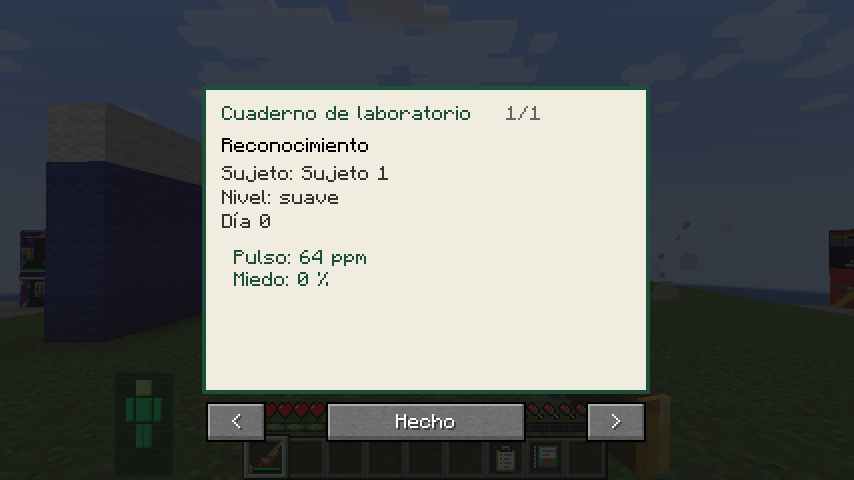 Cuaderno de laboratorio 1/1
Reconocimiento
Sujeto: Sujeto 1
Nivel: suave
Día 0
Pulso: 64 ppm
Miedo: 0 %
< Hecho >